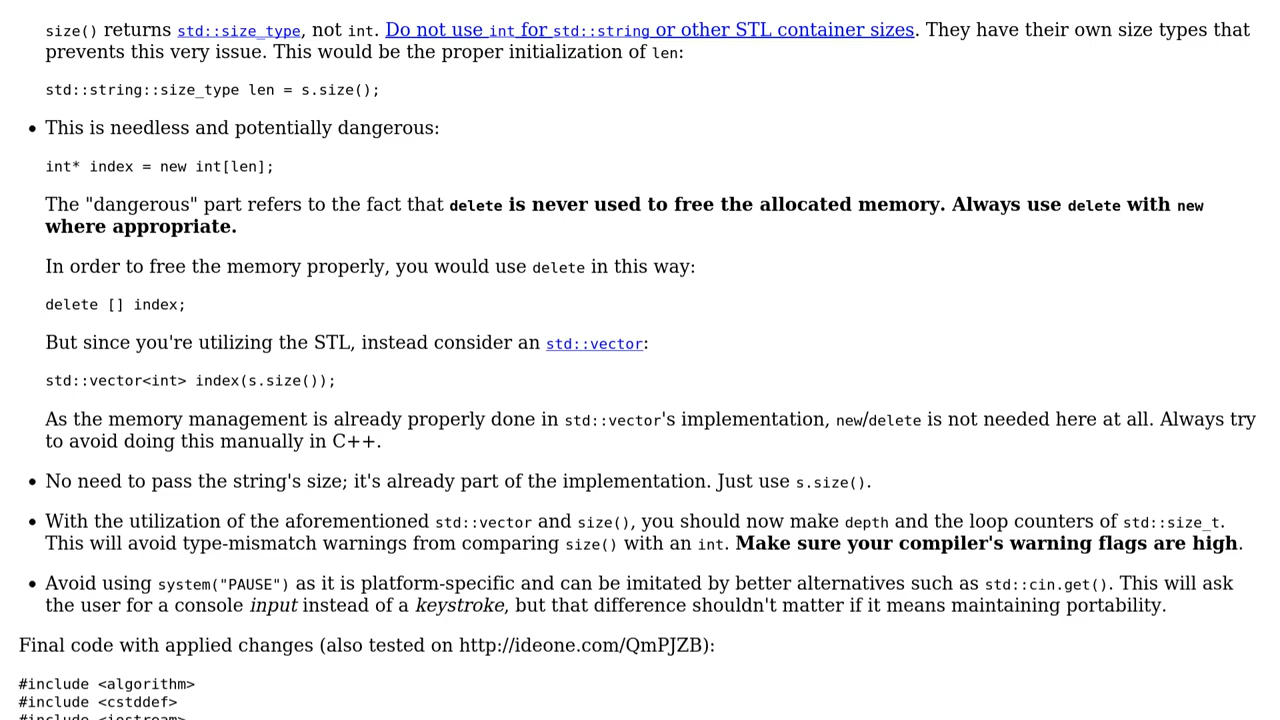 size() returns std::size_type, not int. Do not use int for std::string or other STL container sizes. They have their own size types that
prevents this very issue. This would be the proper initialization of len:
std::string::size_type len = s.size();
• This is needless and potentially dangerous:
int* index = new int[len];
The "dangerous" part refers to the fact that delete is never used to free the allocated memory. Always use delete with new
where appropriate.
In order to free the memory properly, you would use delete in this way:
delete [] index;
But since you're utilizing the STL, instead consider an std::vector:
std::vector<int> index(s.size());
As the memory management is already properly done in std::vector's implementation, new/delete is not needed here at all. Always try
to avoid doing this manually in C++.
• No need to pass the string's size; it's already part of the implementation. Just use s.size().
• With the utilization of the aforementioned std::vector and size(), you should now make depth and the loop counters of std::size_t.
This will avoid type-mismatch warnings from comparing size() with an int. Make sure your compiler's warning flags are high.
• Avoid using system("PAUSE") as it is platform-specific and can be imitated by better alternatives such as std::cin.get(). This will ask
the user for a console input instead of a keystroke, but that difference shouldn't matter if it means maintaining portability.
Final code with applied changes (also tested on http://ideone.com/QmPJZB):
#include <algorithm>
#include <cstddef>
#include <iostream>